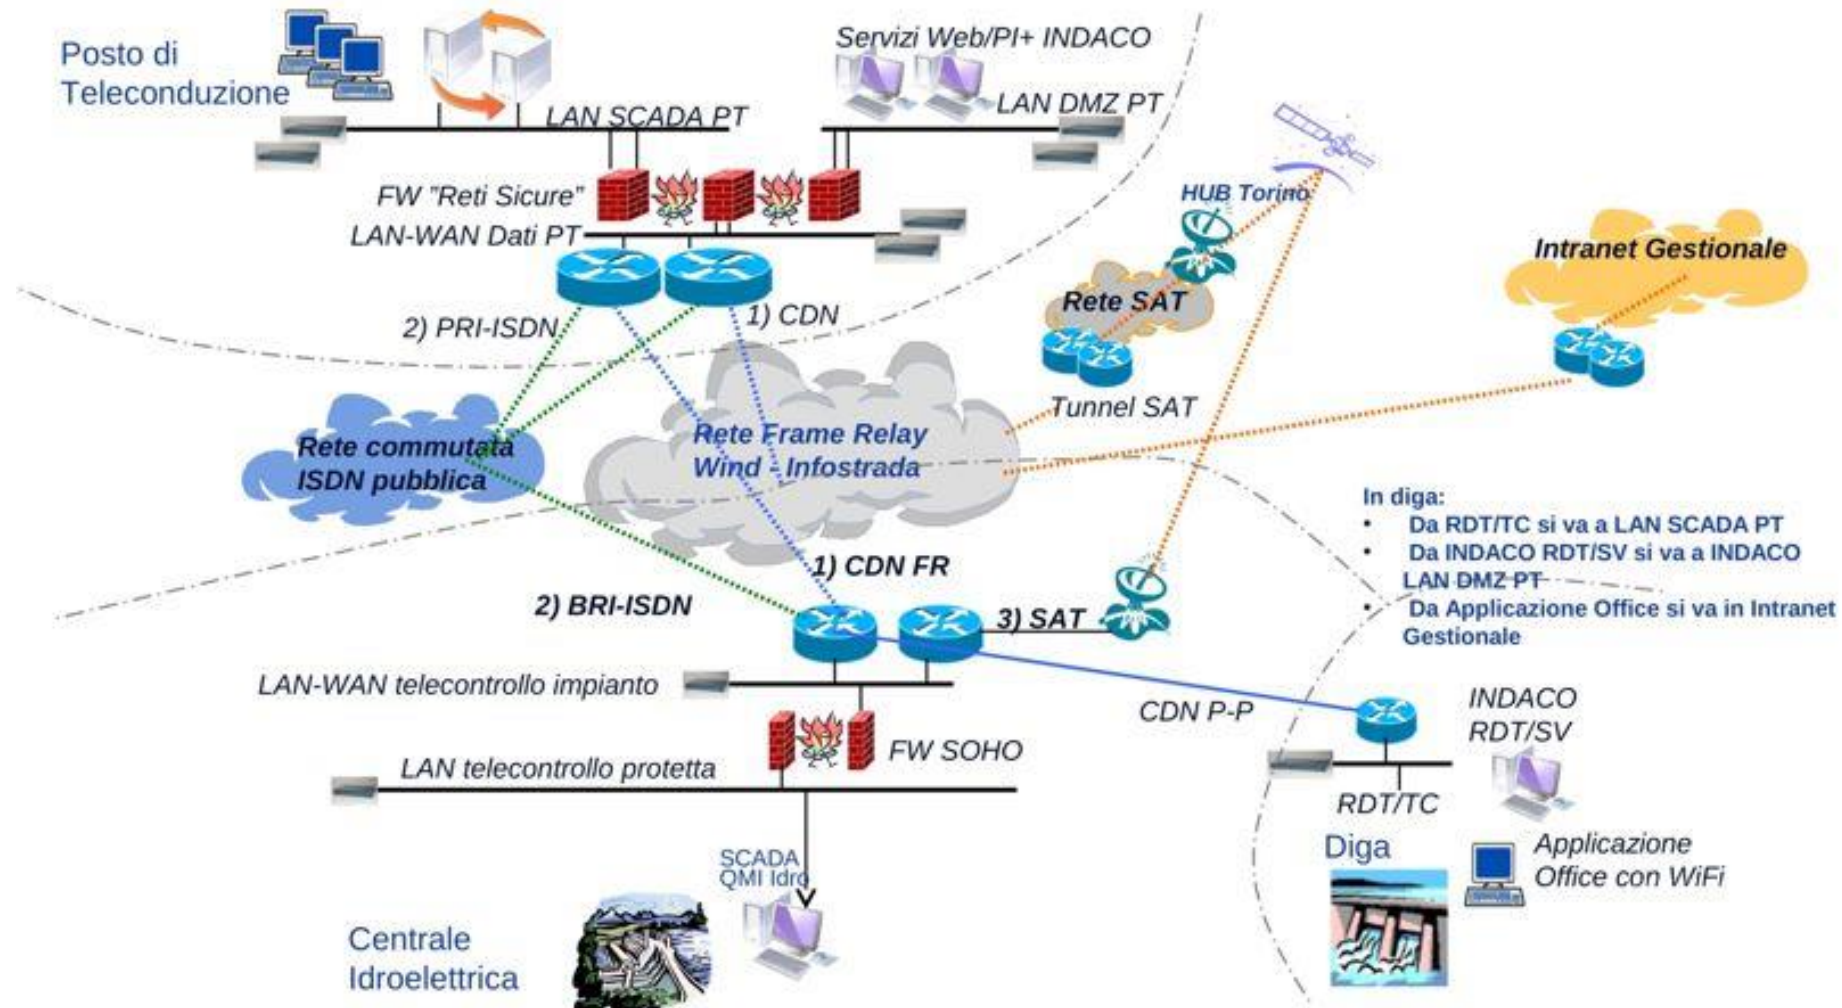 Posto di
Teleconduzione
Servizi Web/PI+ INDACO
LAN SCADA PT
LAN DMZ PT
FW "Reti Sicure"
HUB Torino
LAN-WAN Dati PT
Intranet Gestionale
Rete SAT
2) PRI-ISDN
1) CDN
Tunnel SAT
Rete commutata
ISDN pubblica
Rete Frame Relay
Wind - Infostrada
In diga:
• Da RDT/TC si va a LAN SCADA PT
• Da INDACO RDT/SV si va a INDACO
LAN DMZ PT
• Da Applicazione Office si va in Intranet
Gestionale
1) CDN FR
2) BRI-ISDN
3) SAT
LAN-WAN telecontrollo impianto
CDN P-P
INDACO
RDT/SV
FW SOHO
LAN telecontrollo protetta
RDT/TC
Diga
Applicazione
Office con WiFi
SCADA
QMI Idro
Centrale
Idroelettrica